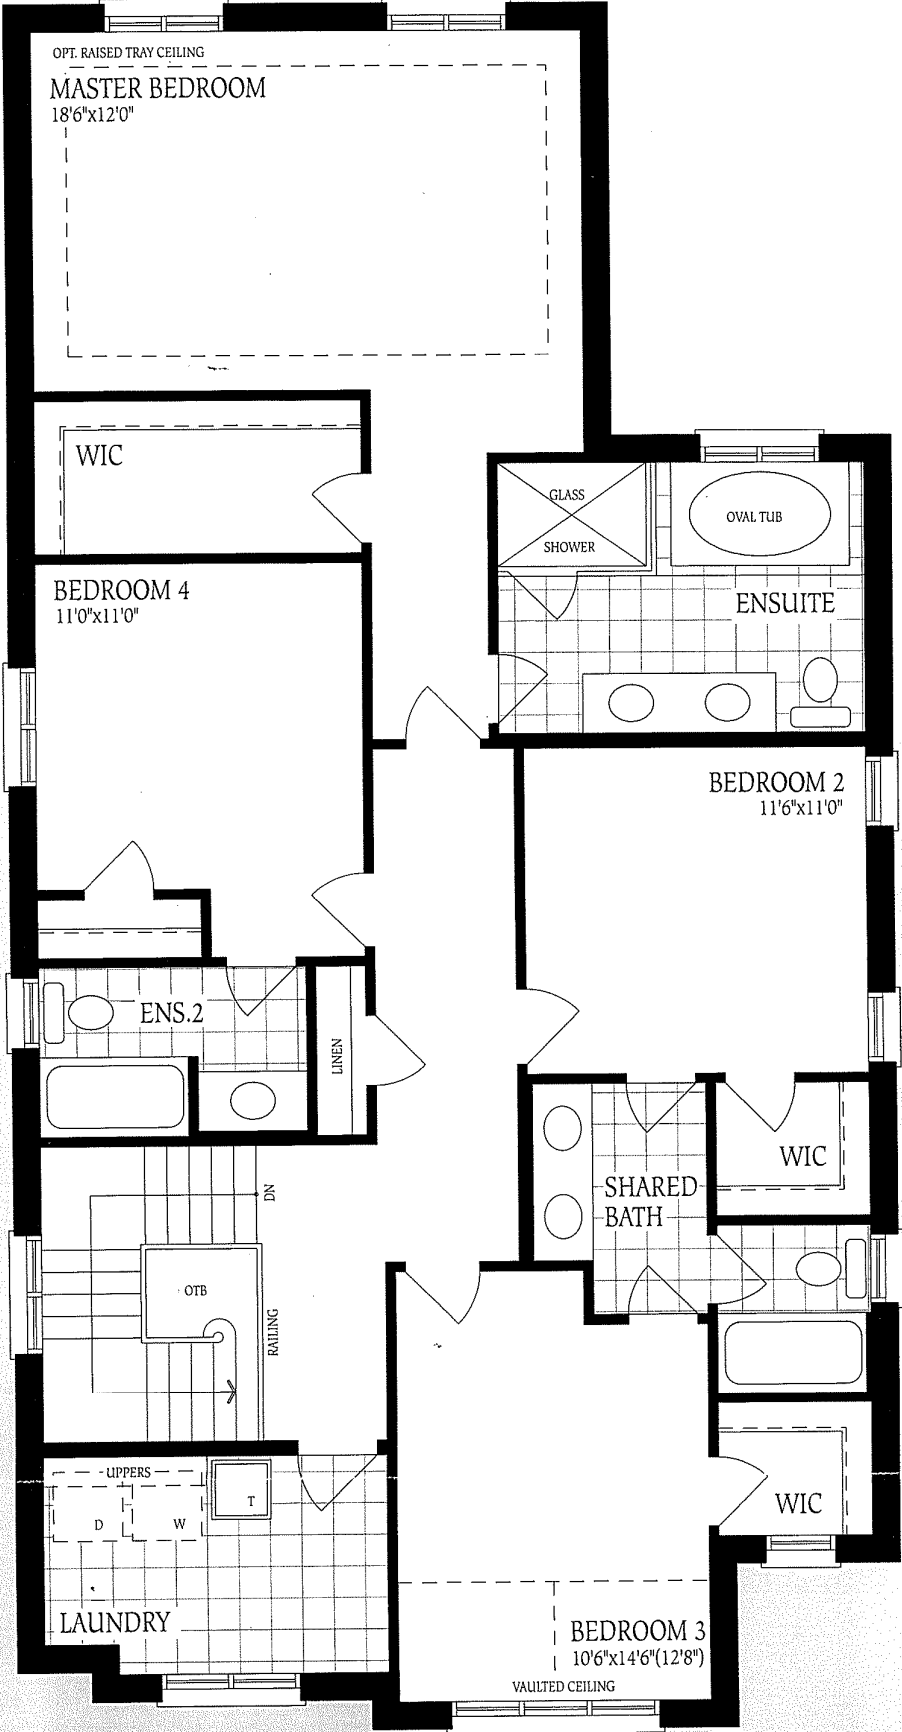 OPT. RAISED TRAY CEILING
MASTER BEDROOM
18'6"x12'0"
WIC
GLASS
SHOWER
OVAL TUB
BEDROOM 4
11'0"x11'0"
ENSUITE
BEDROOM 2
11'6"x11'0"
ENS.2
LINEN
WIC
SHARED
BATH
DN
OTB
RAILING
UPPERS
D
W
T
WIC
LAUNDRY
BEDROOM 3
10'6"x14'6"(12'8")
VAULTED CEILING